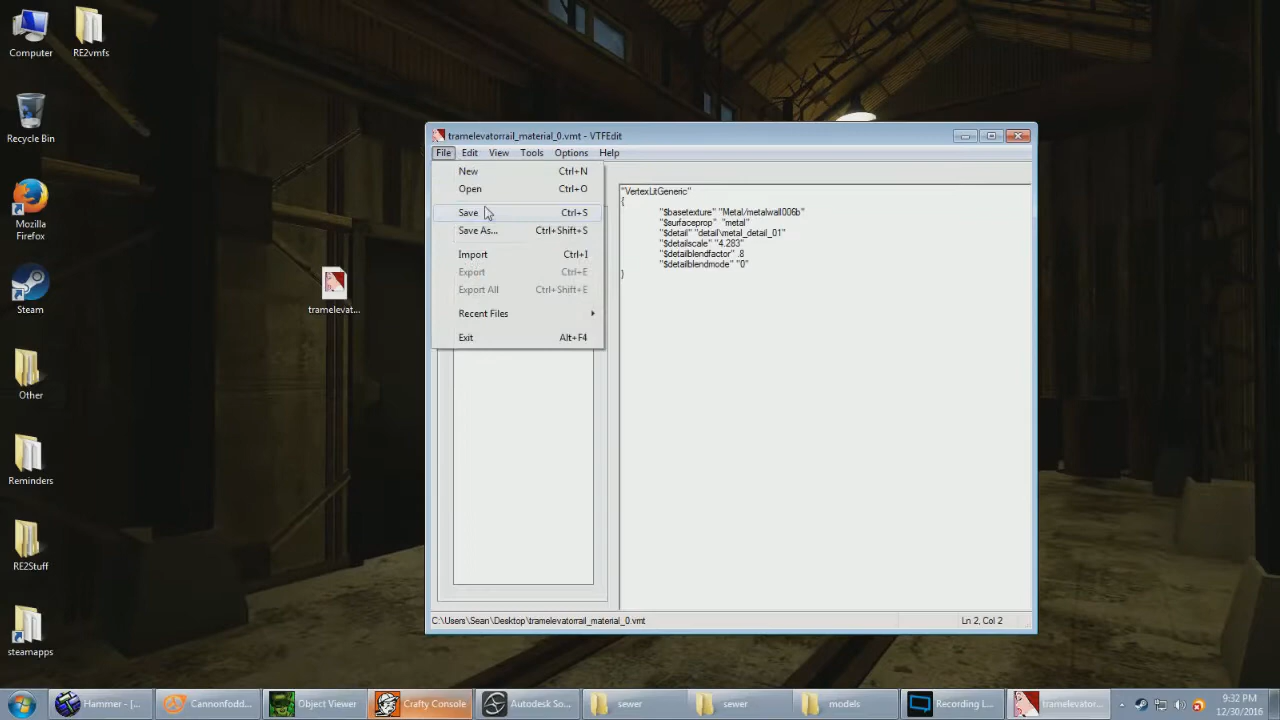 Computer
RE2vmfs
Recycle Bin
Mozilla
Firefox
Steam
Other
Reminders
RE2Stuff
steamapps
tramelevat...
tramelevatorrail_material_0.vmt - VTFEdit
File Edit View Tools Options Help
New Ctrl+N
Open Ctrl+O
Save Ctrl+S
Save As... Ctrl+Shift+S
Import Ctrl+I
Export Ctrl+E
Export All Ctrl+Shift+E
Recent Files
Exit Alt+F4
"VertexLitGeneric"
{
"$basetexture" "Metal/metalwall006b"
"$surfaceprop" "metal"
"$detail" "detail\metal_detail_01"
"$detailscale" "4.283"
"$detailblendfactor" .8
"$detailblendmode" "0"
}
C:\Users\Sean\Desktop\tramelevatorrail_material_0.vmt Ln 2, Col 2
Hammer - [... Cannonfodd... Object Viewer Crafty Console Autodesk So... sewer sewer models Recording L... tramelevator...
9:32 PM
12/30/2016